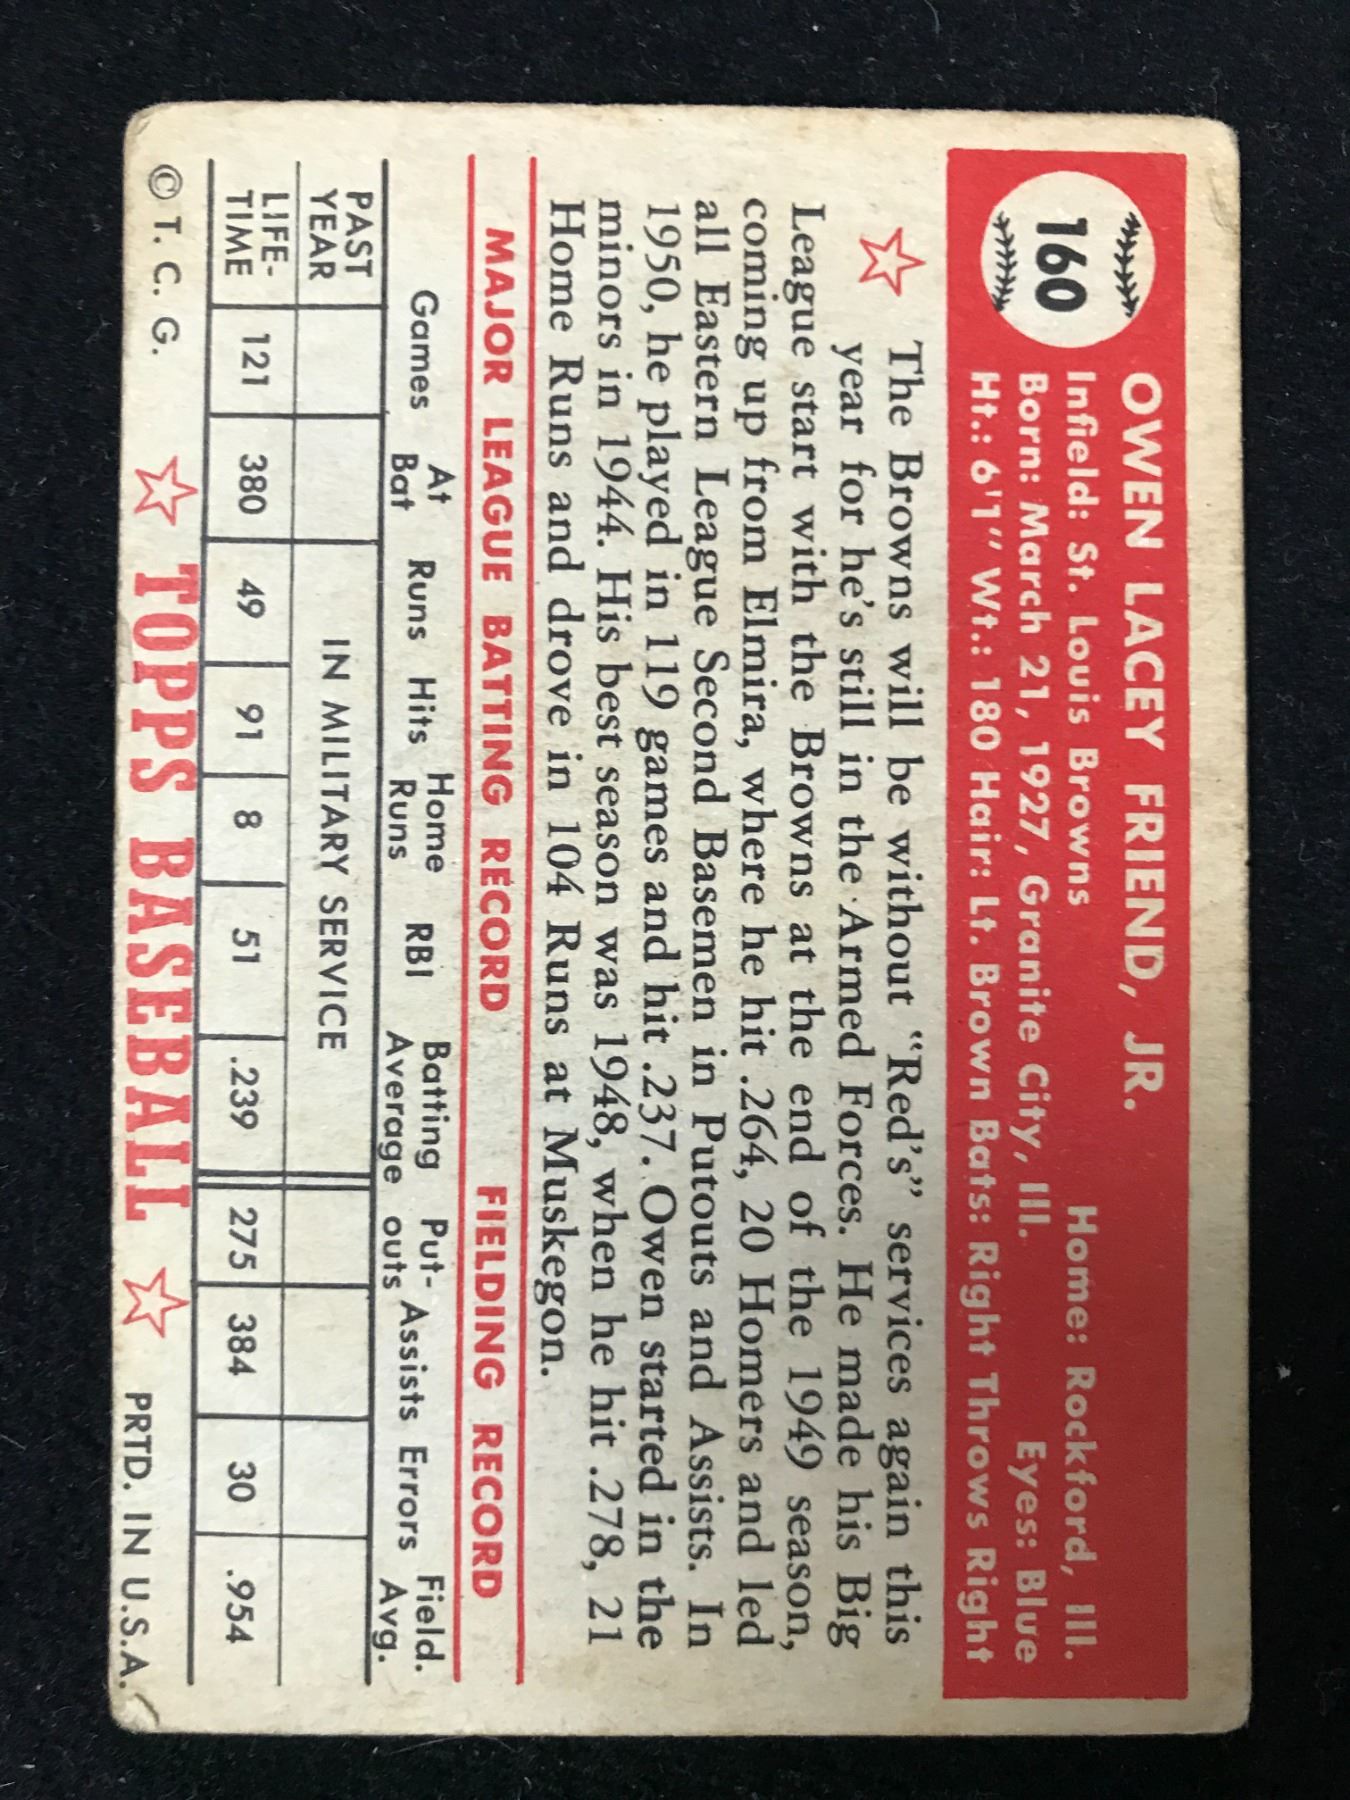 160
OWEN LACEY FRIEND, JR.
Infield: St. Louis Browns Home: Rockford, Ill.
Born: March 21, 1927, Granite City, Ill. Eyes: Blue
Ht.: 6'1" Wt.: 180 Hair: Lt. Brown Bats: Right Throws Right
The Browns will be without "Red's" services again this
year for he's still in the Armed Forces. He made his Big
League start with the Browns at the end of the 1949 season,
coming up from Elmira, where he hit .264, 20 Homers and led
all Eastern League Second Basemen in Putouts and Assists. In
1950, he played in 119 games and hit .237. Owen started in the
minors in 1944. His best season was 1948, when he hit .278, 21
Home Runs and drove in 104 Runs at Muskegon.
MAJOR LEAGUE BATTING RECORD FIELDING RECORD
Games At Bat Runs Hits Home Runs RBI Batting Average Put-outs Assists Errors Field. Avg.
PAST YEAR IN MILITARY SERVICE
LIFE-TIME 121 380 49 91 8 51 .239 275 384 30 .954
© T. C. G. TOPPS BASEBALL PRTD. IN U.S.A.